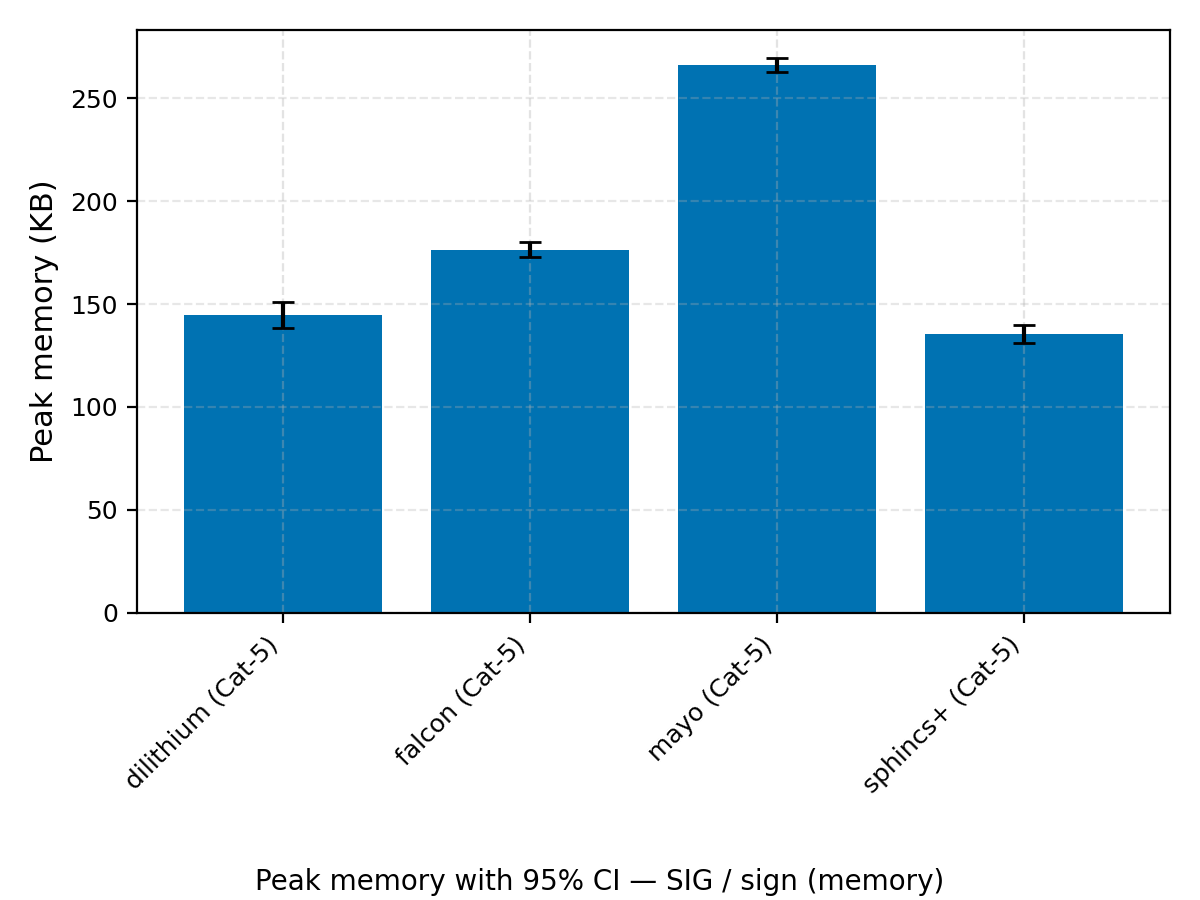 Peak memory (KB)
250
200
150
100
50
0
dilithium (Cat-5)
falcon (Cat-5)
mayo (Cat-5)
sphincs+ (Cat-5)
Peak memory with 95% CI — SIG / sign (memory)